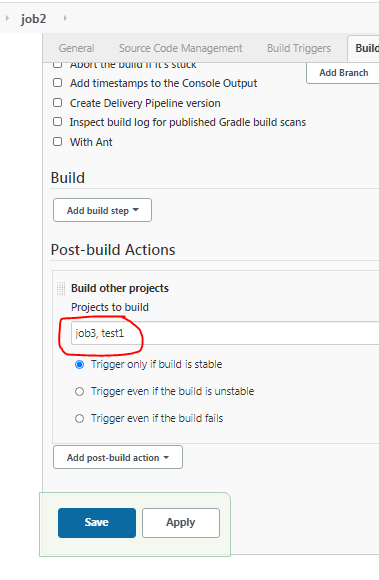 job2
General Source Code Management Build Triggers Build
Abort the build if it's stuck
Add Branch
Add timestamps to the Console Output
Create Delivery Pipeline version
Inspect build log for published Gradle build scans
With Ant
Build
Add build step
Post-build Actions
Build other projects
Projects to build
job3, test1
Trigger only if build is stable
Trigger even if the build is unstable
Trigger even if the build fails
Add post-build action
Save Apply